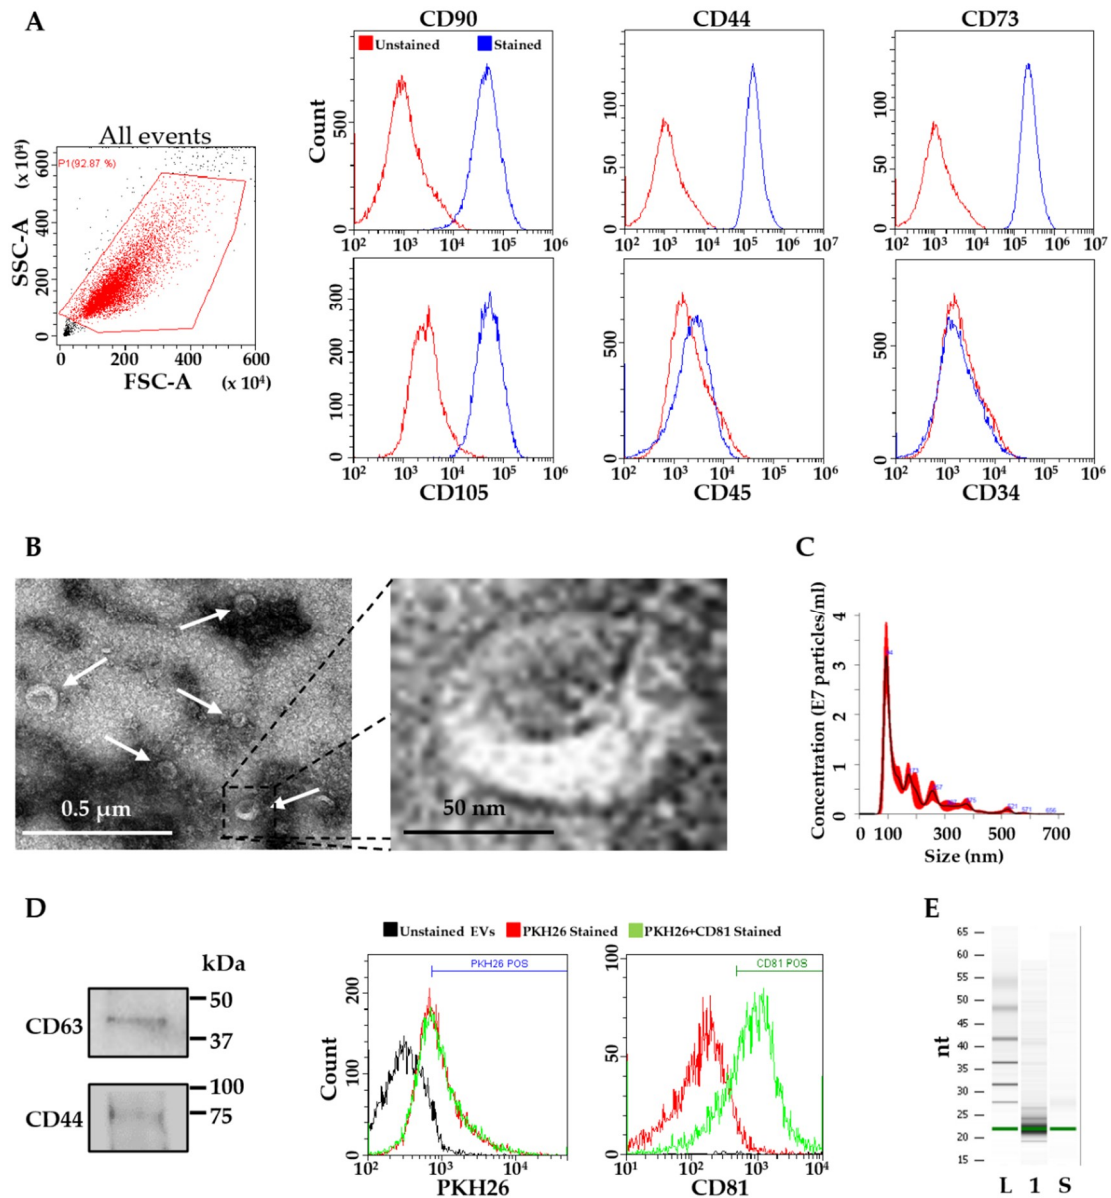 A
All events
P1(92.87 %)
SSC-A (x 10⁴)
600
400
200
0
0 200 400 600
FSC-A (x 10⁴)
CD90
Unstained
Stained
Count
500
0
10² 10³ 10⁴ 10⁵ 10⁶
CD44
100
50
0
10² 10³ 10⁴ 10⁵ 10⁶ 10⁷
CD73
100
50
0
10² 10³ 10⁴ 10⁵ 10⁶ 10⁷
300
200
100
0
10² 10³ 10⁴ 10⁵ 10⁶
CD105
500
0
10² 10³ 10⁴ 10⁵ 10⁶
CD45
500
0
10² 10³ 10⁴ 10⁵ 10⁶
CD34
B
0.5 µm
50 nm
C
Concentration (E7 particles/ml)
4
3
2
1
0
0 100 300 500 700
Size (nm)
D
kDa
CD63
50
37
CD44
100
75
Unstained EVs
PKH26 Stained
PKH26+CD81 Stained
PKH26 POS
Count
200
100
0
10² 10³ 10⁴
PKH26
CD81 POS
100
50
0
10¹ 10² 10³ 10⁴
CD81
E
nt
65
60
55
50
45
40
35
30
25
20
15
L 1 S